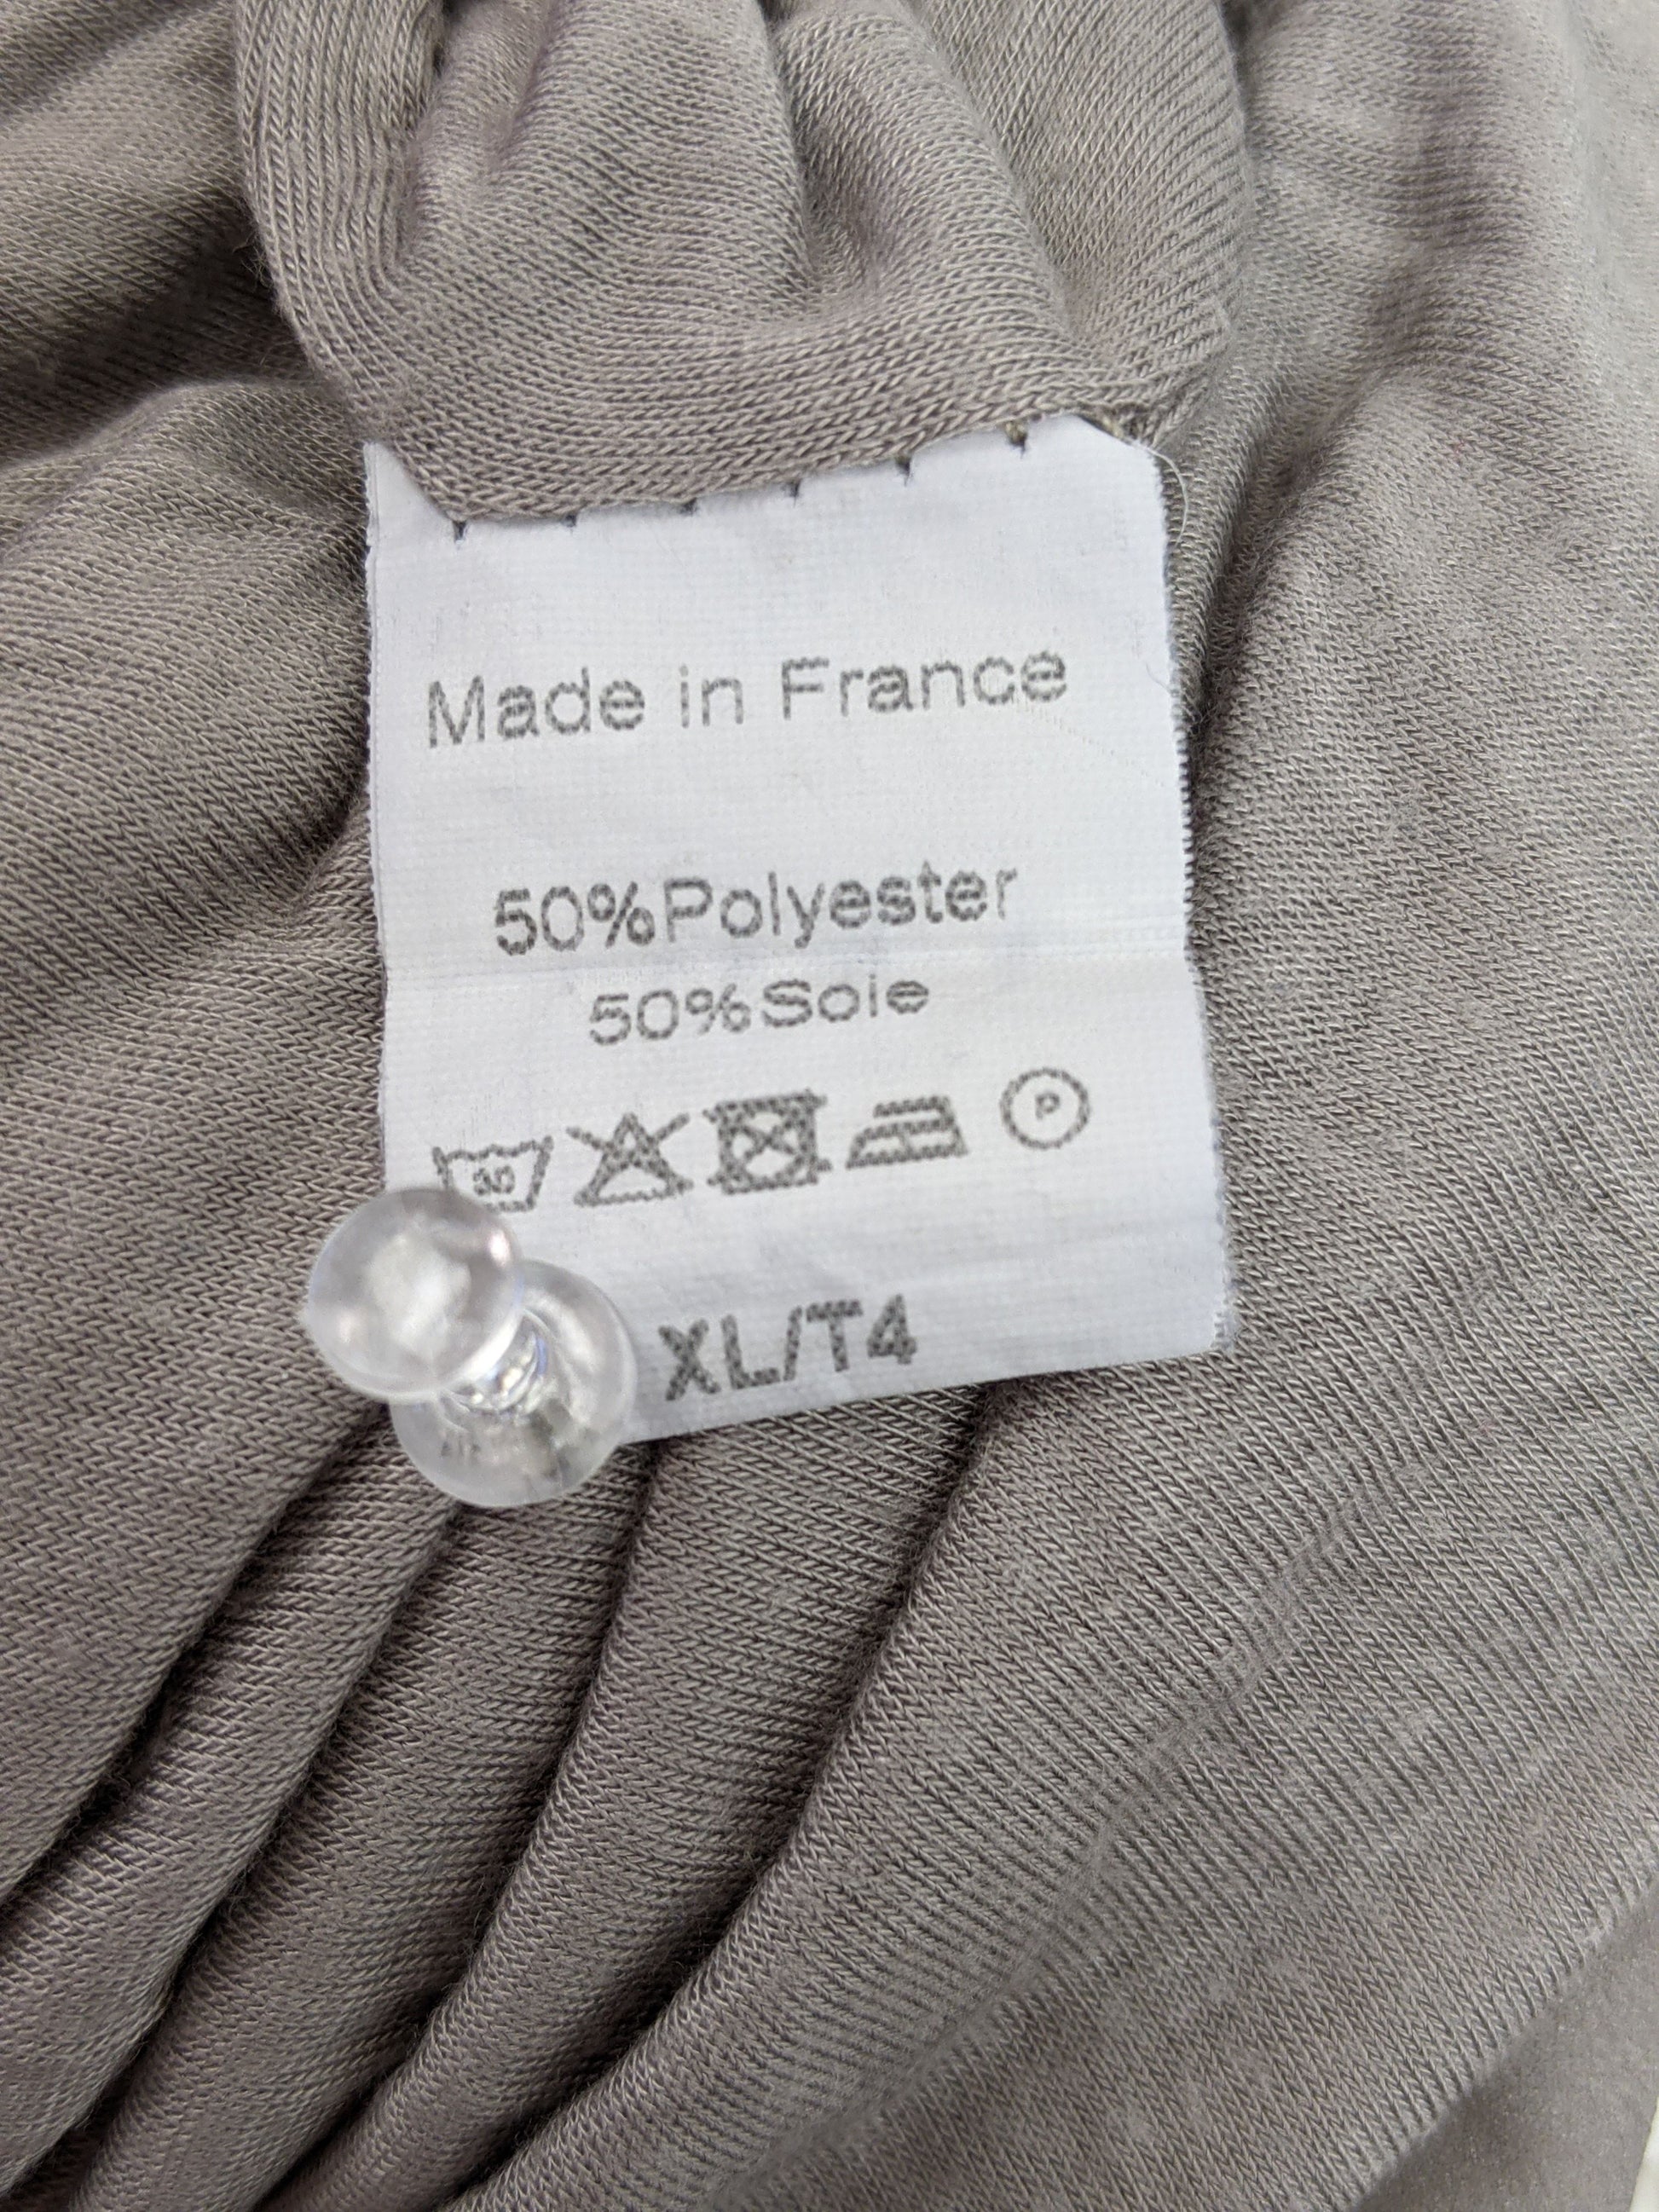 Made in France
50%Polyester
50%Soie
30 P
XL/T4